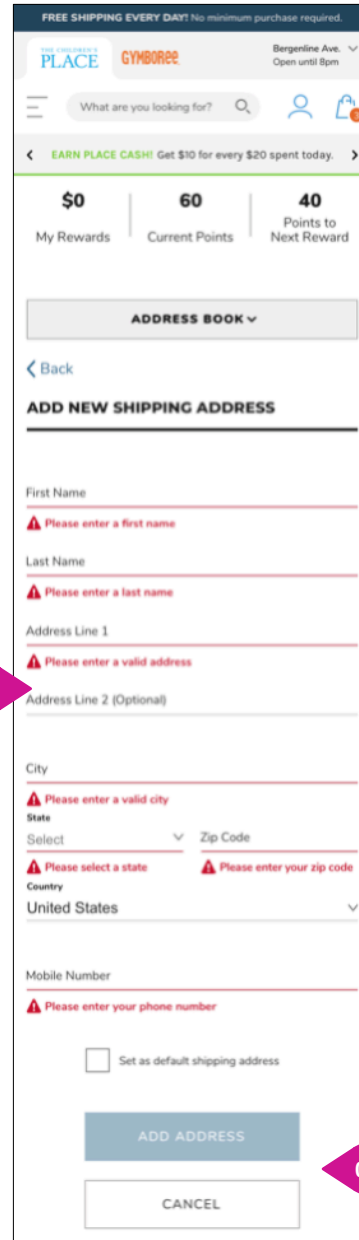 FREE SHIPPING EVERY DAY! No minimum purchase required.
THE CHILDREN'S
PLACE GYMBOREE
Bergenline Ave.
Open until 8pm
What are you looking for?
EARN PLACE CASH! Get $10 for every $20 spent today.
$0 60 40
My Rewards Current Points Points to Next Reward
ADDRESS BOOK
Back
ADD NEW SHIPPING ADDRESS
First Name
Please enter a first name
Last Name
Please enter a last name
Address Line 1
Please enter a valid address
Address Line 2 (Optional)
City
Please enter a valid city
State
Select Zip Code
Please select a state Please enter your zip code
Country
United States
Mobile Number
Please enter your phone number
Set as default shipping address
ADD ADDRESS
CANCEL